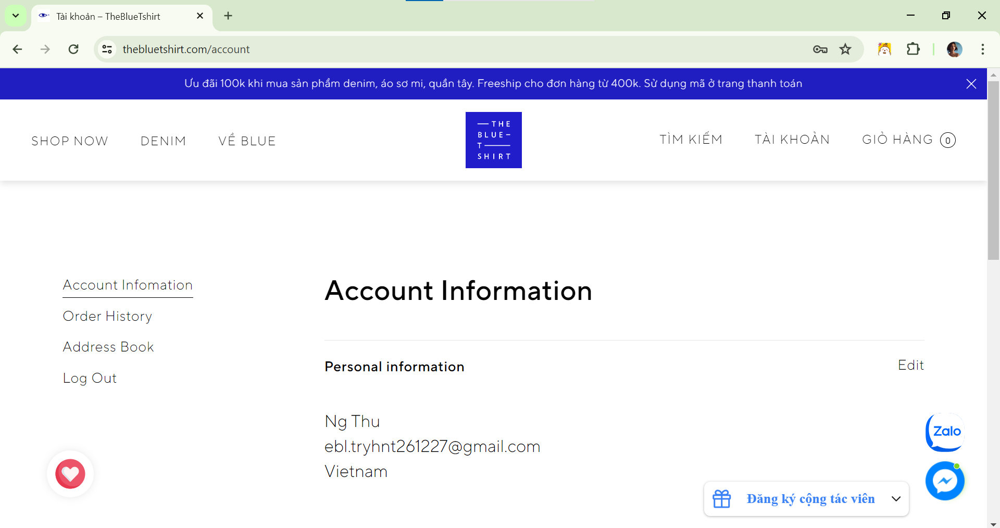 Tài khoản – TheBlueTshirt
thebluetshirt.com/account
Ưu đãi 100k khi mua sản phẩm denim, áo sơ mi, quần tây. Freeship cho đơn hàng từ 400k. Sử dụng mã ở trang thanh toán
SHOP NOW
DENIM
VỀ BLUE
THE
BLUE
T
SHIRT
TÌM KIẾM
TÀI KHOẢN
GIỎ HÀNG 0
Account Infomation
Order History
Address Book
Log Out
Account Information
Personal information
Edit
Ng Thu
ebl.tryhnt261227@gmail.com
Vietnam
Zalo
Đăng ký cộng tác viên